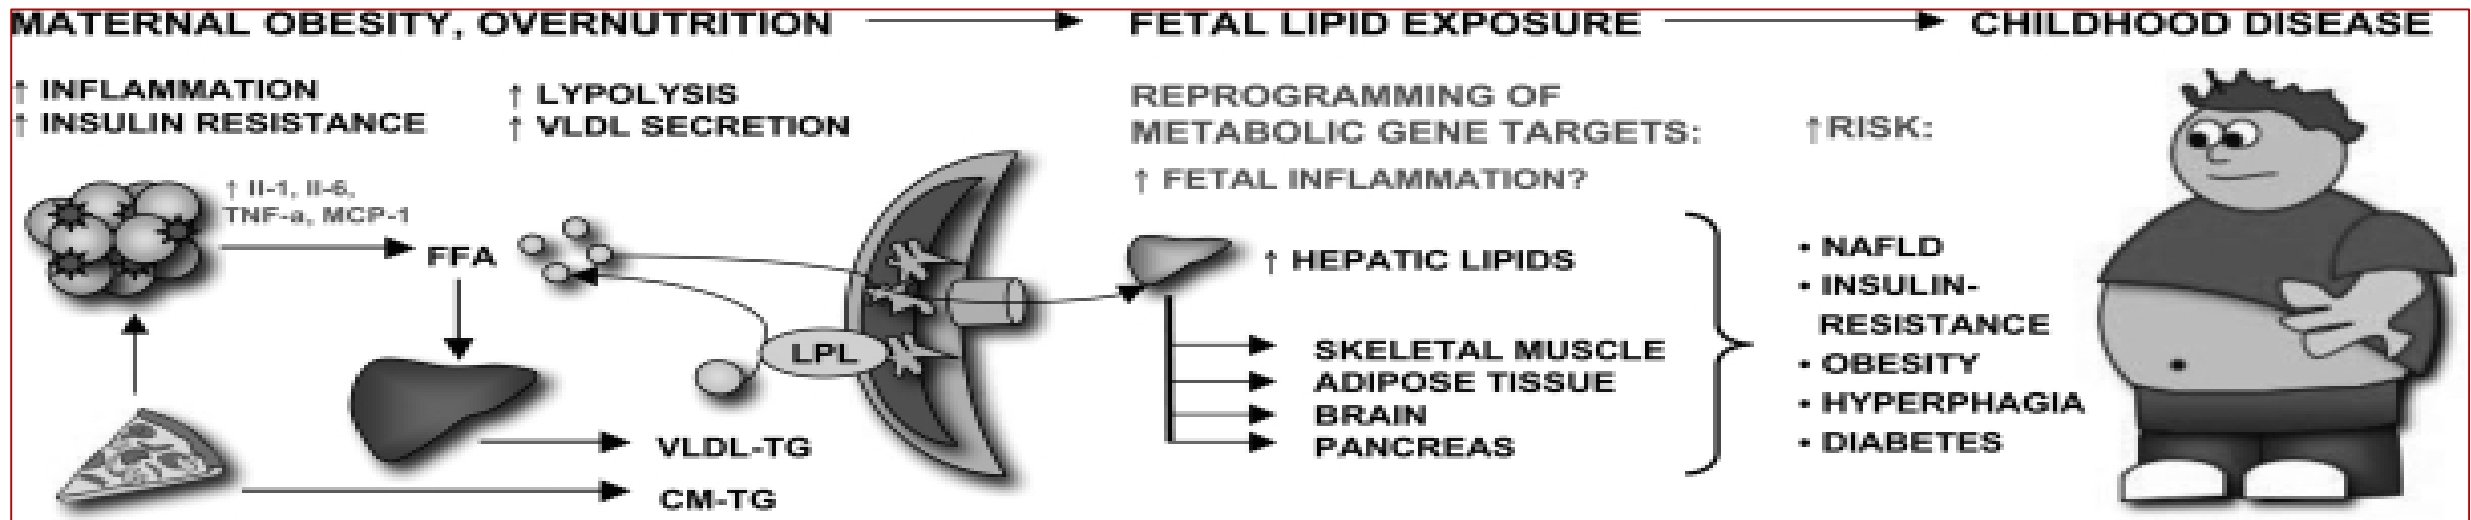 MATERNAL OBESITY, OVERNUTRITION
FETAL LIPID EXPOSURE
CHILDHOOD DISEASE
↑ INFLAMMATION
↑ INSULIN RESISTANCE
↑ LYPOLYSIS
↑ VLDL SECRETION
↑ Il-1, Il-6,
TNF-a, MCP-1
FFA
LPL
VLDL-TG
CM-TG
REPROGRAMMING OF
METABOLIC GENE TARGETS:
↑ FETAL INFLAMMATION?
↑ HEPATIC LIPIDS
SKELETAL MUSCLE
ADIPOSE TISSUE
BRAIN
PANCREAS
↑RISK:
• NAFLD
• INSULIN-
RESISTANCE
• OBESITY
• HYPERPHAGIA
• DIABETES